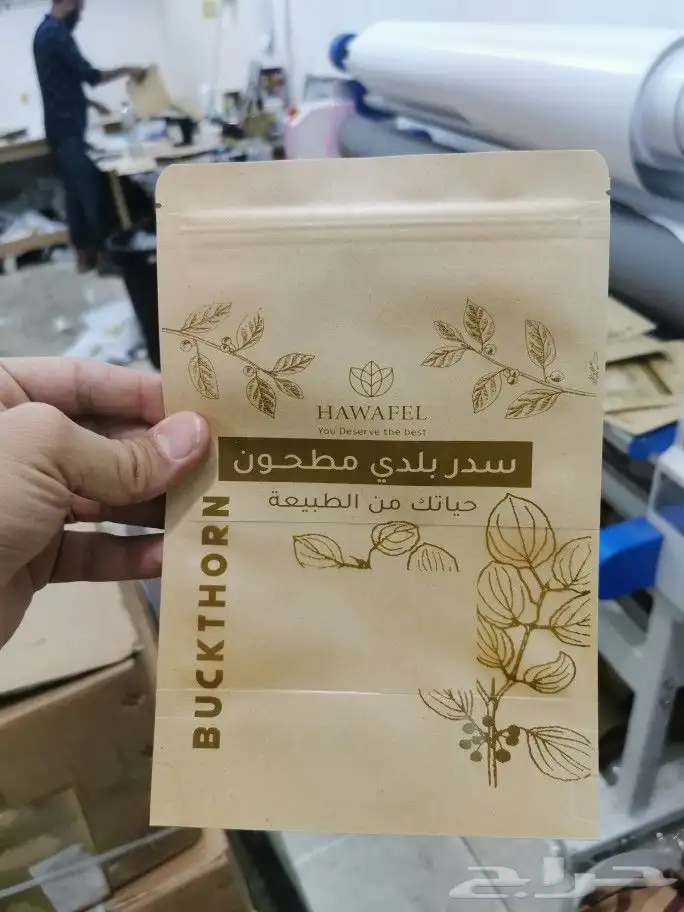 HAWAFEL
You Deserve the best
سدر بلدي مطحون
حياتك من الطبيعة
BUCKTHORN
حراج